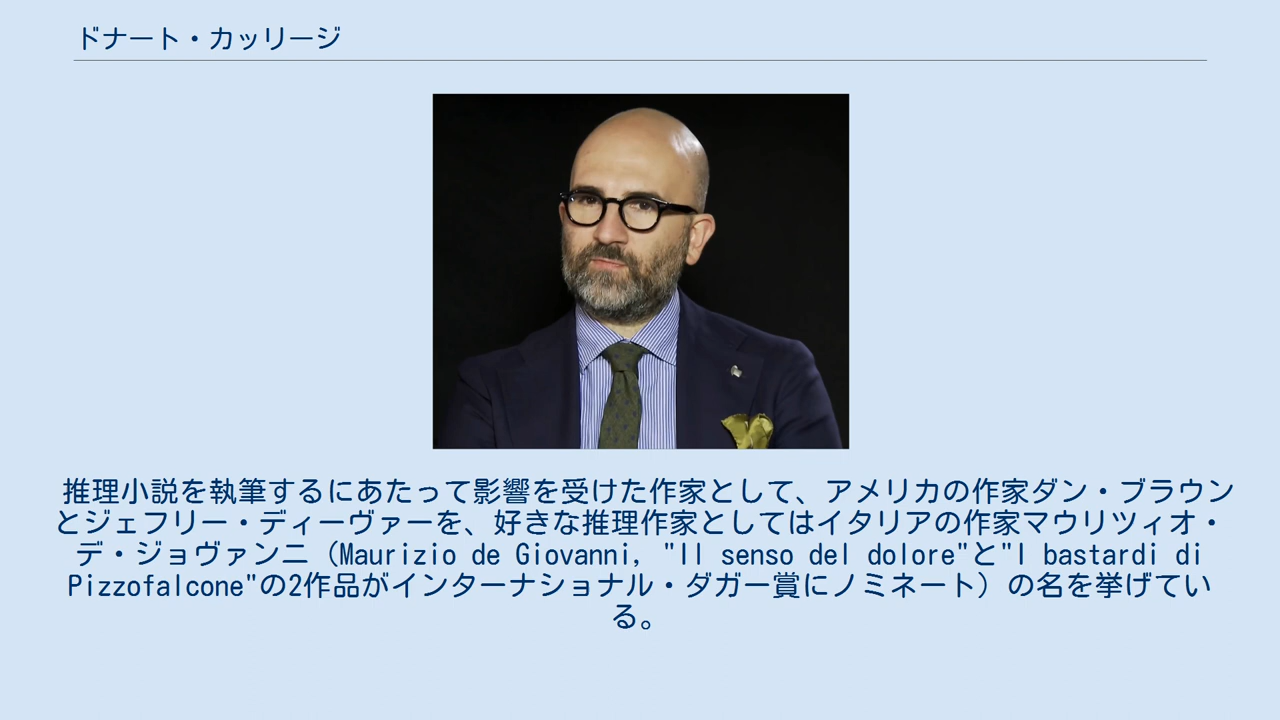 ドナート・カッリージ
推理小説を執筆するにあたって影響を受けた作家として、アメリカの作家ダン・ブラウン
とジェフリー・ディーヴァーを、好きな推理作家としてはイタリアの作家マウリツィオ・
デ・ジョヴァンニ（Maurizio de Giovanni, "Il senso del dolore"と"I bastardi di
Pizzofalcone"の2作品がインターナショナル・ダガー賞にノミネート）の名を挙げてい
る。